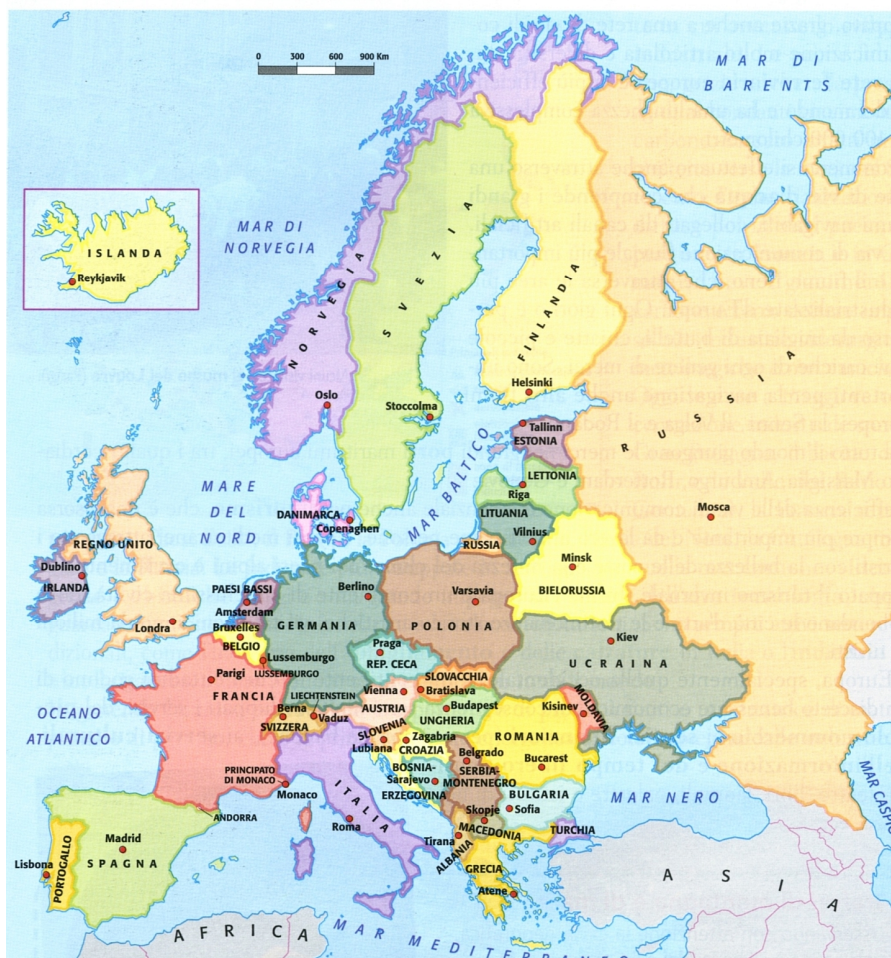 0 300 600 900 Km
MAR DI
BARENTS
ISLANDA
Reykjavik
MAR DI
NORVEGIA
NORVEGIA
SVEZIA
FINLANDIA
RUSSIA
Oslo
Stoccolma
Helsinki
Tallinn
ESTONIA
LETTONIA
Riga
LITUANIA
Vilnius
RUSSIA
Mosca
MARE
DEL
NORD
MAR BALTICO
DANIMARCA
Copenaghen
REGNO UNITO
Dublino
IRLANDA
Londra
PAESI BASSI
Amsterdam
Bruxelles
BELGIO
Lussemburgo
LUSSEMBURGO
Berlino
GERMANIA
Varsavia
POLONIA
Minsk
BIELORUSSIA
Kiev
UCRAINA
Praga
REP. CECA
SLOVACCHIA
Bratislava
Vienna
AUSTRIA
LIECHTENSTEIN
Vaduz
Berna
SVIZZERA
Parigi
FRANCIA
OCEANO
ATLANTICO
Budapest
UNGHERIA
Kisinev
MOLDAVIA
ROMANIA
Bucarest
SLOVENIA
Lubiana
Zagabria
CROAZIA
BOSNIA-
Sarajevo
ERZEGOVINA
Belgrado
SERBIA-
MONTENEGRO
BULGARIA
Sofia
Skopje
MACEDONIA
Tirana
ALBANIA
GRECIA
Atene
TURCHIA
MAR NERO
MAR CASPIO
PRINCIPATO
DI MONACO
Monaco
ANDORRA
ITALIA
Roma
Madrid
SPAGNA
Lisbona
PORTOGALLO
AFRICA
MAR MEDITERRANEO
ASIA